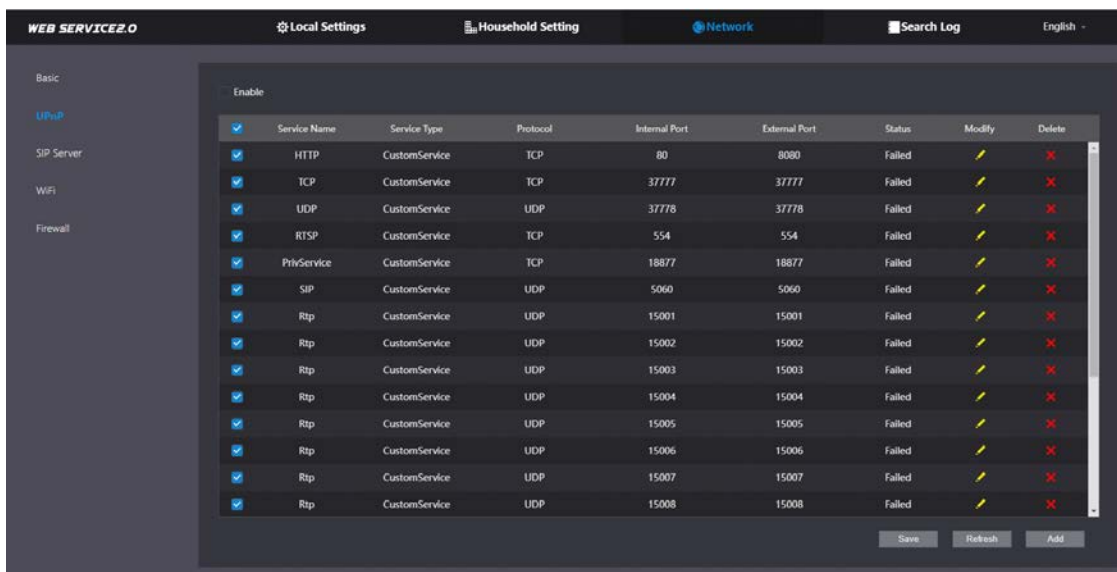 WEB SERVICE2.0 Local Settings Household Setting Network Search Log English
Basic
UPnP
SIP Server
WiFi
Firewall
Enable
Service Name Service Type Protocol Internal Port External Port Status Modify Delete
HTTP CustomService TCP 80 8080 Failed
TCP CustomService TCP 37777 37777 Failed
UDP CustomService UDP 37778 37778 Failed
RTSP CustomService TCP 554 554 Failed
PrivService CustomService TCP 18877 18877 Failed
SIP CustomService UDP 5060 5060 Failed
Rtp CustomService UDP 15001 15001 Failed
Rtp CustomService UDP 15002 15002 Failed
Rtp CustomService UDP 15003 15003 Failed
Rtp CustomService UDP 15004 15004 Failed
Rtp CustomService UDP 15005 15005 Failed
Rtp CustomService UDP 15006 15006 Failed
Rtp CustomService UDP 15007 15007 Failed
Rtp CustomService UDP 15008 15008 Failed
Save Refresh Add